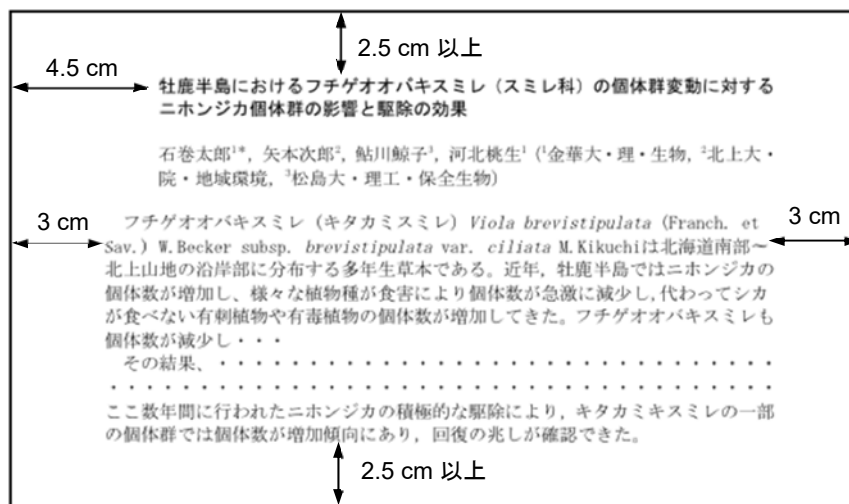 2.5 cm 以上
4.5 cm
牡鹿半島におけるフチゲオオバキスミレ（スミレ科）の個体群変動に対する
ニホンジカ個体群の影響と駆除の効果
石巻太郎¹*, 矢本次郎², 鮎川鯨子³, 河北桃生¹（¹金華大・理・生物, ²北上大・
院・地域環境, ³松島大・理工・保全生物）
3 cm
3 cm
フチゲオオバキスミレ（キタカミスミレ）Viola brevistipulata (Franch. et
Sav.) W.Becker subsp. brevistipulata var. ciliata M.Kikuchiは北海道南部～
北上山地の沿岸部に分布する多年生草本である。近年, 牡鹿半島ではニホンジカの
個体数が増加し、様々な植物種が食害により個体数が急激に減少し, 代わってシカ
が食べない有刺植物や有毒植物の個体数が増加してきた。フチゲオオバキスミレも
個体数が減少し・・・
その結果、・・・・・・・・・・・・・・・・・・・・・・・・・・・・・
・・・・・・・・・・・・・・・・・・・・・・・・・・・・・・・・・・
ここ数年間に行われたニホンジカの積極的な駆除により, キタカミキスミレの一部
の個体群では個体数が増加傾向にあり, 回復の兆しが確認できた。
2.5 cm 以上